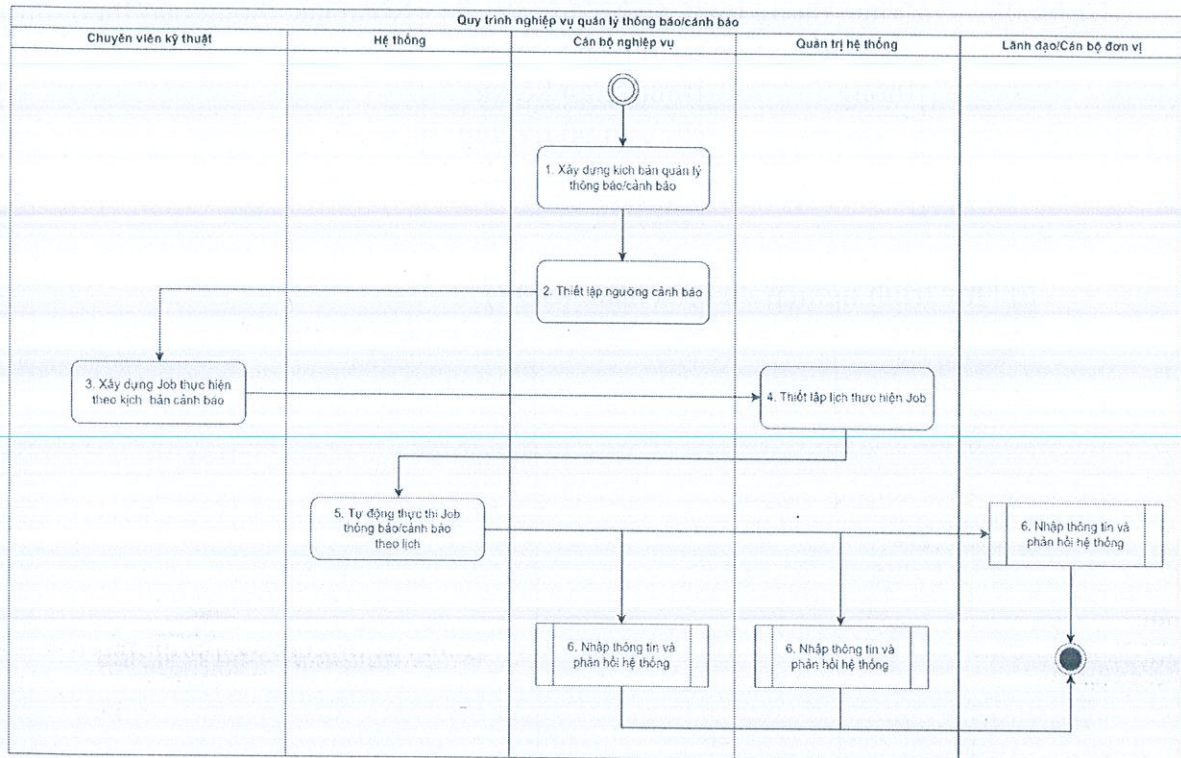 Quy trình nghiệp vụ quản lý thông báo/cảnh báo
Chuyên viên kỹ thuật
Hệ thống
Cán bộ nghiệp vụ
Quản trị hệ thống
Lãnh đạo/Cán bộ đơn vị
1. Xây dựng kịch bản quản lý
thông báo/cảnh báo
2. Thiết lập ngưỡng cảnh báo
3. Xây dựng Job thực hiện
theo kịch bản cảnh báo
4. Thiết lập lịch thực hiện Job
5. Tự động thực thi Job
thông báo/cảnh báo
theo lịch
6. Nhập thông tin và
phản hồi hệ thống
6. Nhập thông tin và
phản hồi hệ thống
6. Nhập thông tin và
phản hồi hệ thống